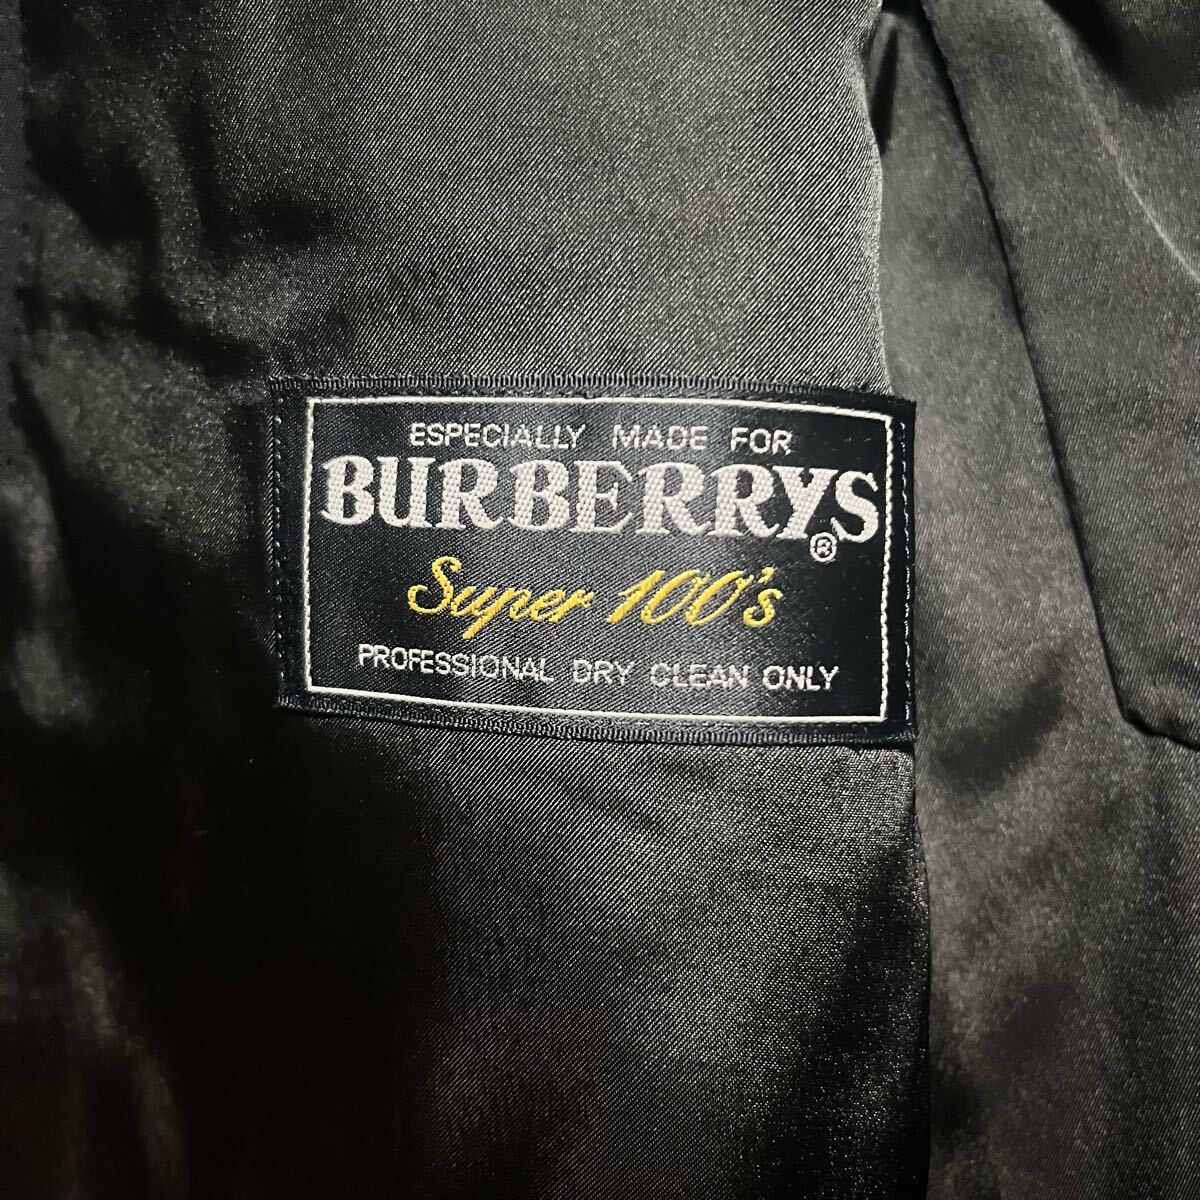 ESPECIALLY MADE FOR
BURBERRYS®
Super 100's
PROFESSIONAL DRY CLEAN ONLY